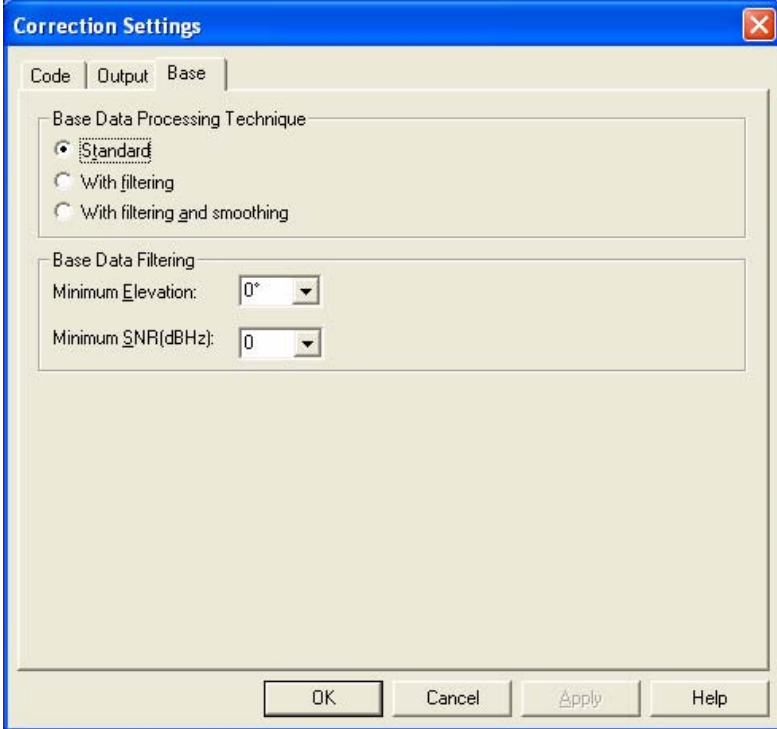 Correction Settings
Code Output Base
Base Data Processing Technique
Standard
With filtering
With filtering and smoothing
Base Data Filtering
Minimum Elevation: 0°
Minimum SNR(dBHz): 0
OK Cancel Apply Help